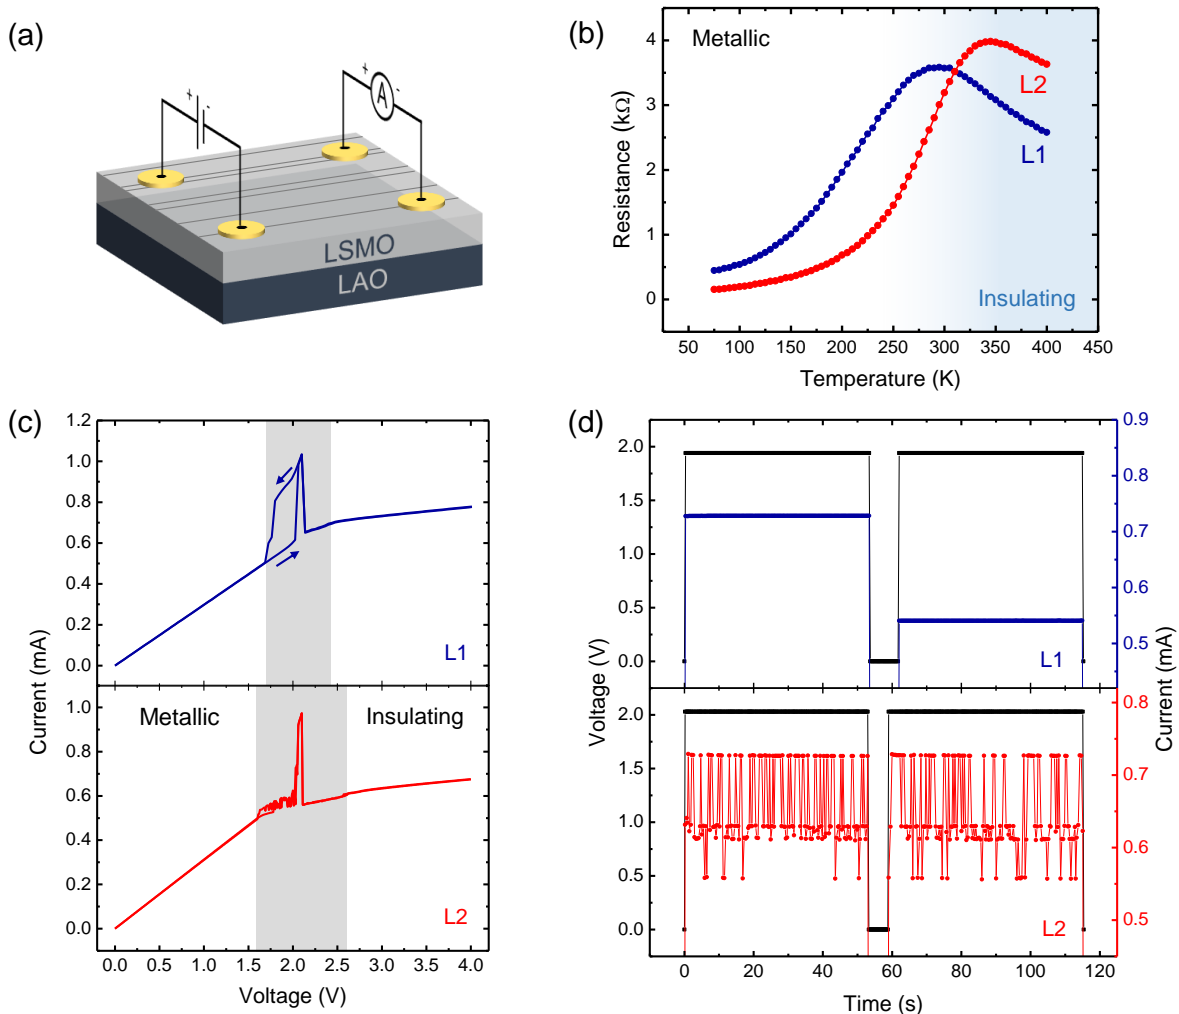 (a)
+ -
+ A -
LSMO
LAO
(b)
Metallic
L2
L1
Insulating
Resistance (kΩ)
4
3
2
1
0
50 100 150 200 250 300 350 400 450
Temperature (K)
(c)
Current (mA)
1.2
1.0
0.8
0.6
0.4
0.2
0.0
L1
Metallic Insulating
1.0
0.8
0.6
0.4
0.2
0.0
L2
0.0 0.5 1.0 1.5 2.0 2.5 3.0 3.5 4.0
Voltage (V)
(d)
Voltage (V)
2.0
1.5
1.0
0.5
0.0
L1
0.9
0.8
0.7
0.6
0.5
Current (mA)
2.0
1.5
1.0
0.5
0.0
L2
0.8
0.7
0.6
0.5
0 20 40 60 80 100 120
Time (s)